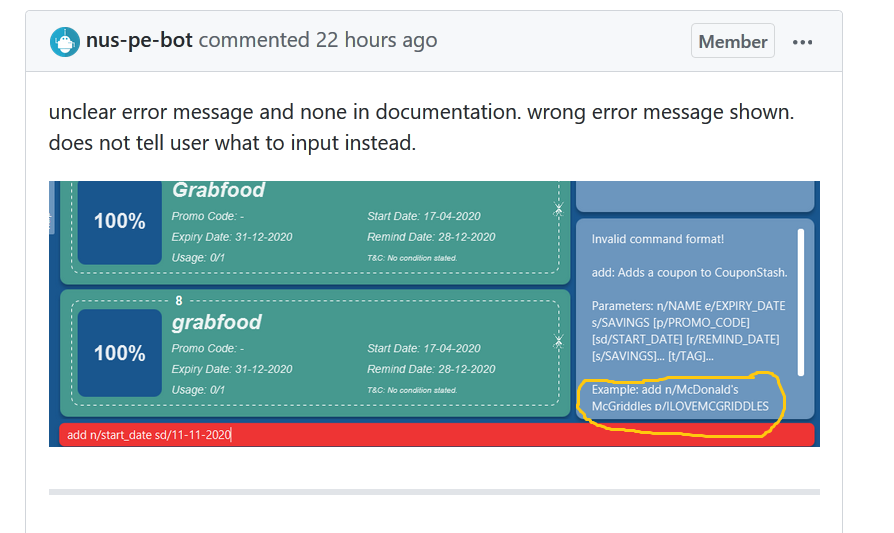 nus-pe-bot commented 22 hours ago
Member
unclear error message and none in documentation. wrong error message shown.
does not tell user what to input instead.
Grabfood
100%
Promo Code: -
Start Date: 17-04-2020
Expiry Date: 31-12-2020
Remind Date: 28-12-2020
Usage: 0/1
T&C: No condition stated.
8
grabfood
100%
Promo Code: -
Start Date: 17-04-2020
Expiry Date: 31-12-2020
Remind Date: 28-12-2020
Usage: 0/1
T&C: No condition stated.
Invalid command format!
add: Adds a coupon to CouponStash.
Parameters: n/NAME e/EXPIRY_DATE
s/SAVINGS [p/PROMO_CODE]
[sd/START_DATE] [r/REMIND_DATE]
[s/SAVINGS]... [t/TAG]...
Example: add n/McDonald's
McGriddles p/ILOVEMCGRIDDLES
add n/start_date sd/11-11-2020